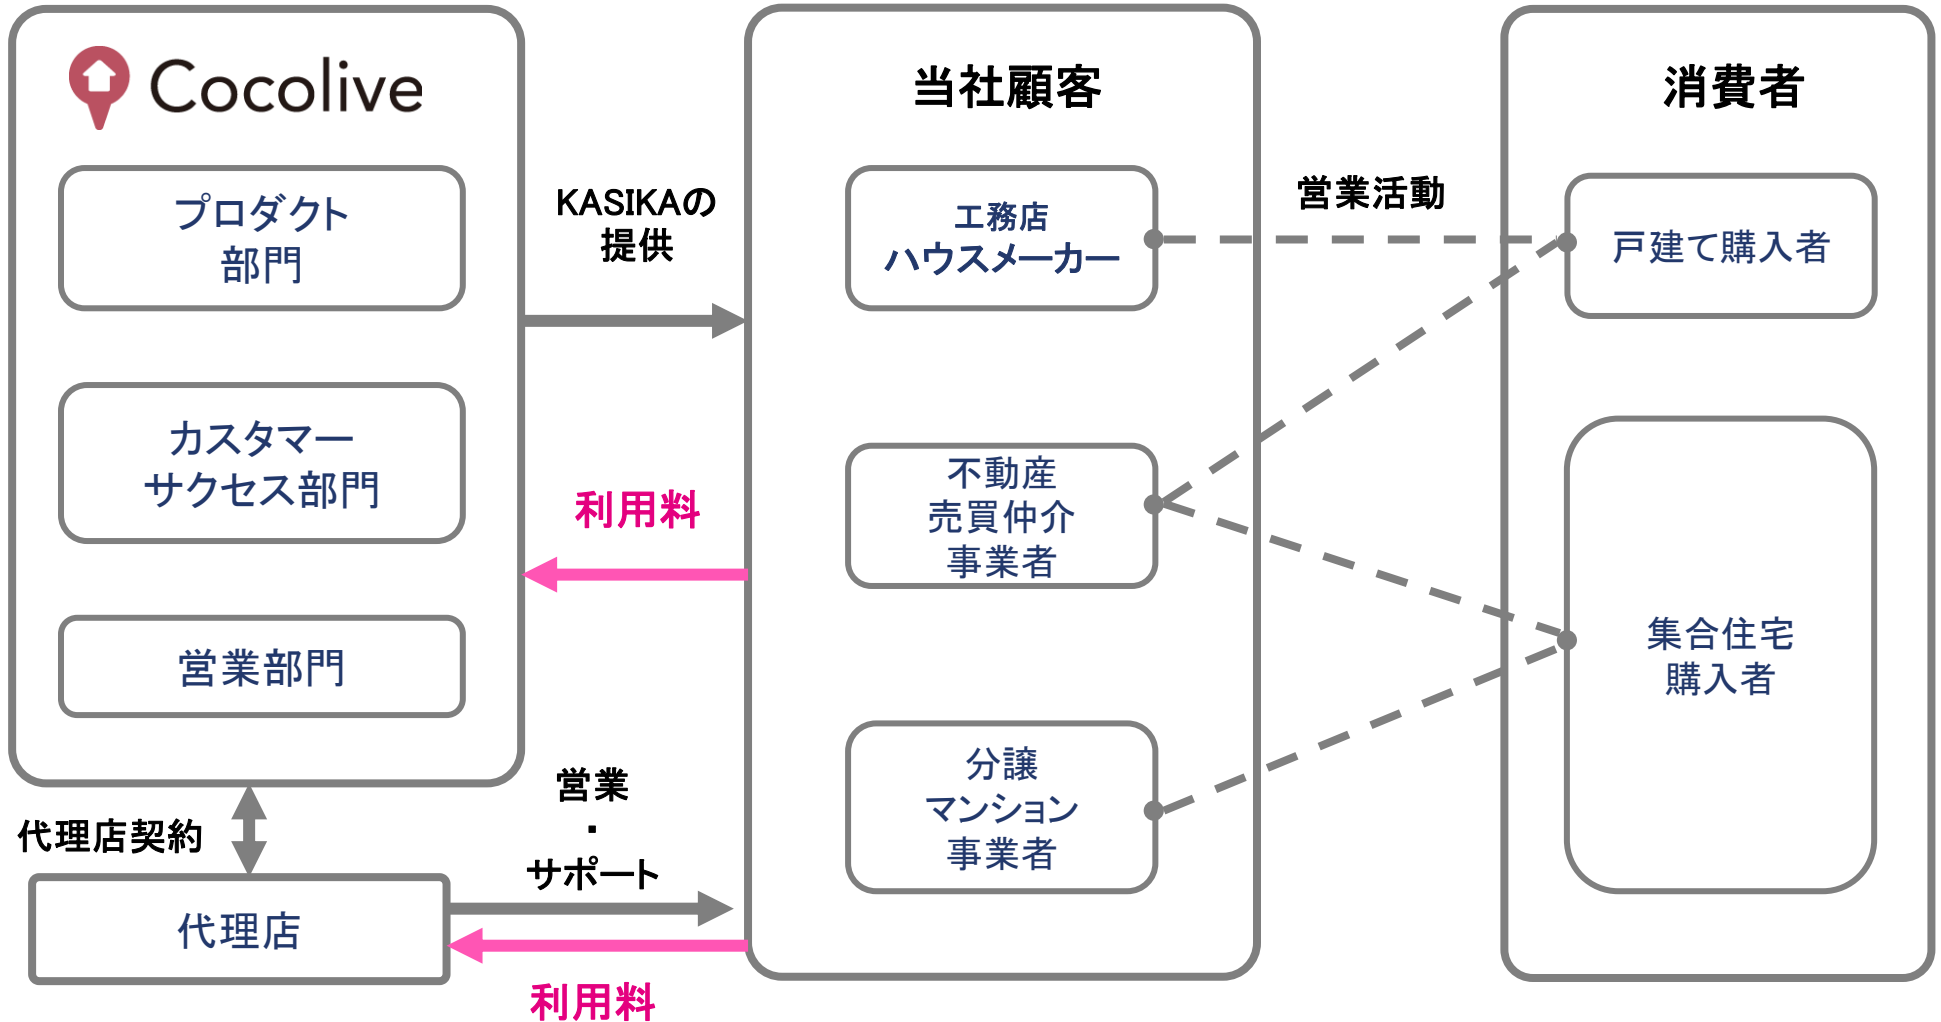 Cocolive
プロダクト
部門
カスタマー
サクセス部門
営業部門
代理店契約
代理店
KASIKAの
提供
利用料
営業
・
サポート
利用料
当社顧客
工務店
ハウスメーカー
不動産
売買仲介
事業者
分譲
マンション
事業者
営業活動
消費者
戸建て購入者
集合住宅
購入者